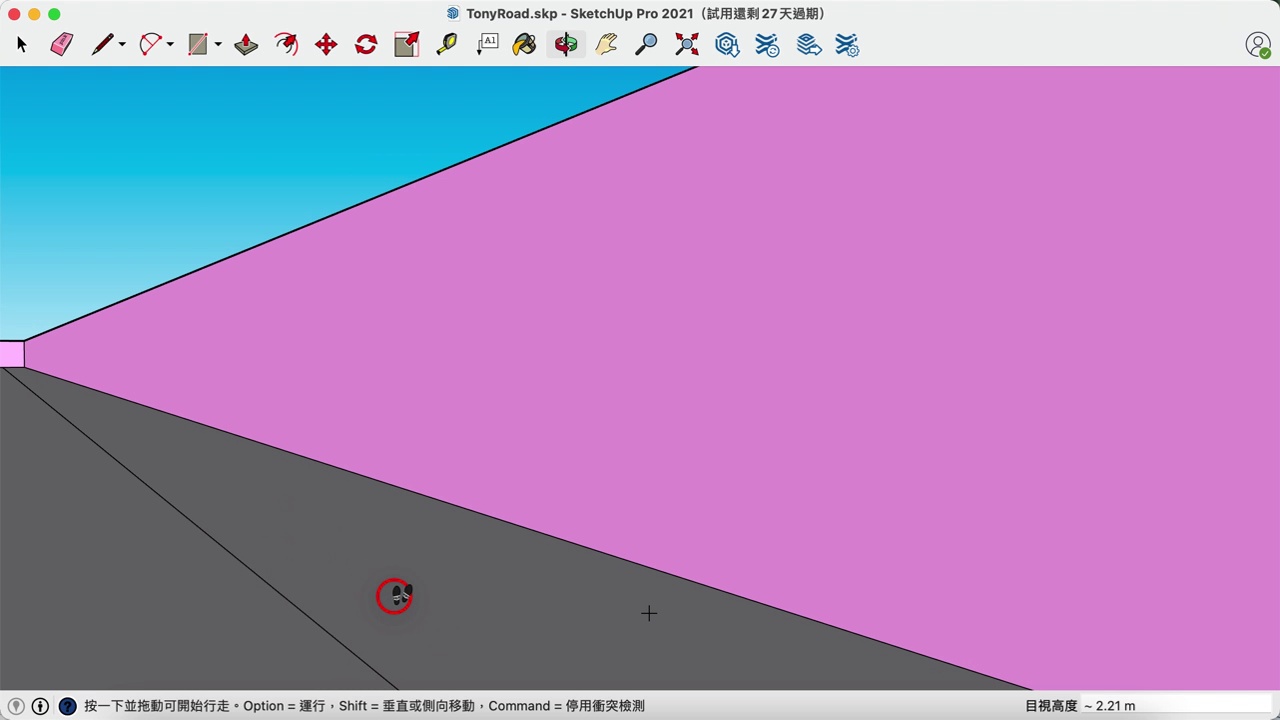 TonyRoad.skp - SketchUp Pro 2021（試用還剩 27 天過期）
A1
按一下並拖動可開始行走。Option = 運行，Shift = 垂直或側向移動，Command = 停用衝突檢測
目視高度 ~ 2.21 m